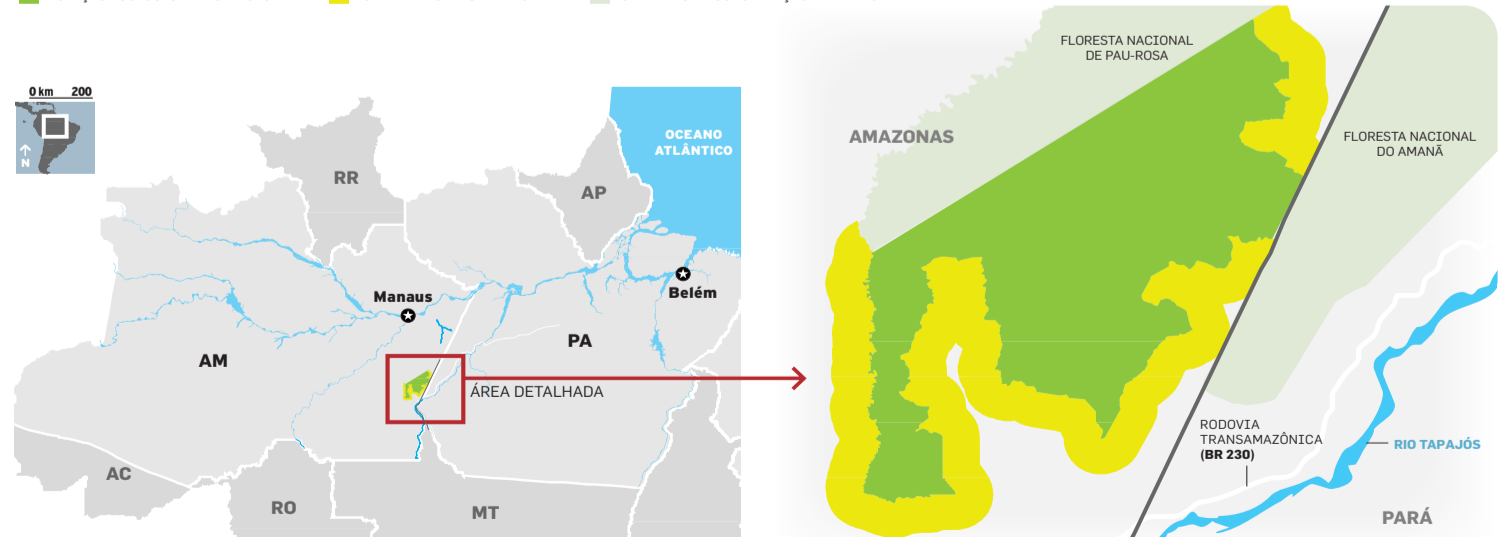 0 km 200
N
RR
AP
OCEANO
ATLÂNTICO
Manaus
Belém
AM
PA
ÁREA DETALHADA
AC
RO
MT
FLORESTA NACIONAL
DE PAU-ROSA
AMAZONAS
FLORESTA NACIONAL
DO AMANÃ
RODOVIA
TRANSAMAZÔNICA
(BR 230)
RIO TAPAJÓS
PARÁ